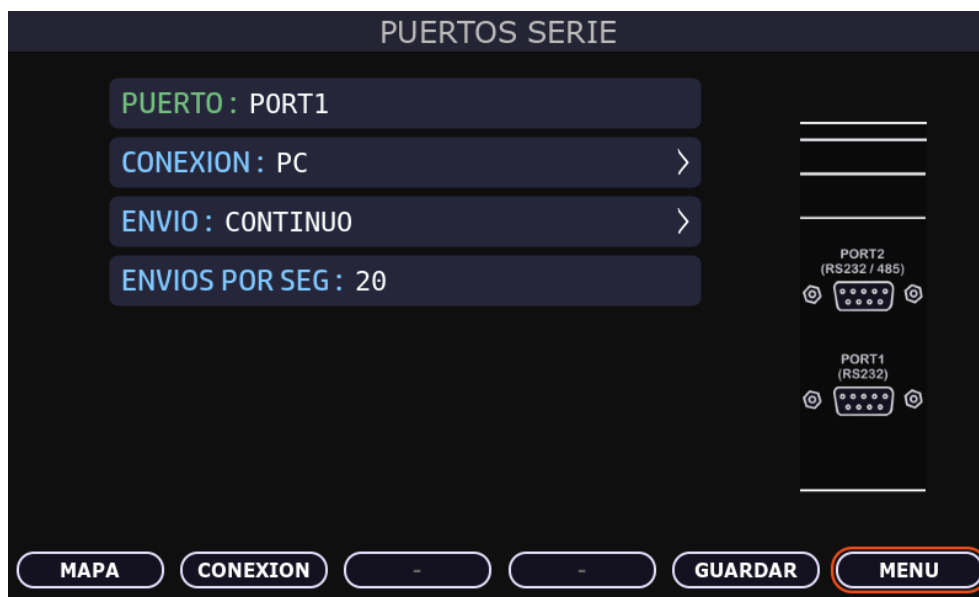 PUERTOS SERIE
PUERTO : PORT1
CONEXION : PC
ENVIO : CONTINUO
ENVIOS POR SEG : 20
PORT2
(RS232 / 485)
PORT1
(RS232)
MAPA CONEXION - - GUARDAR MENU